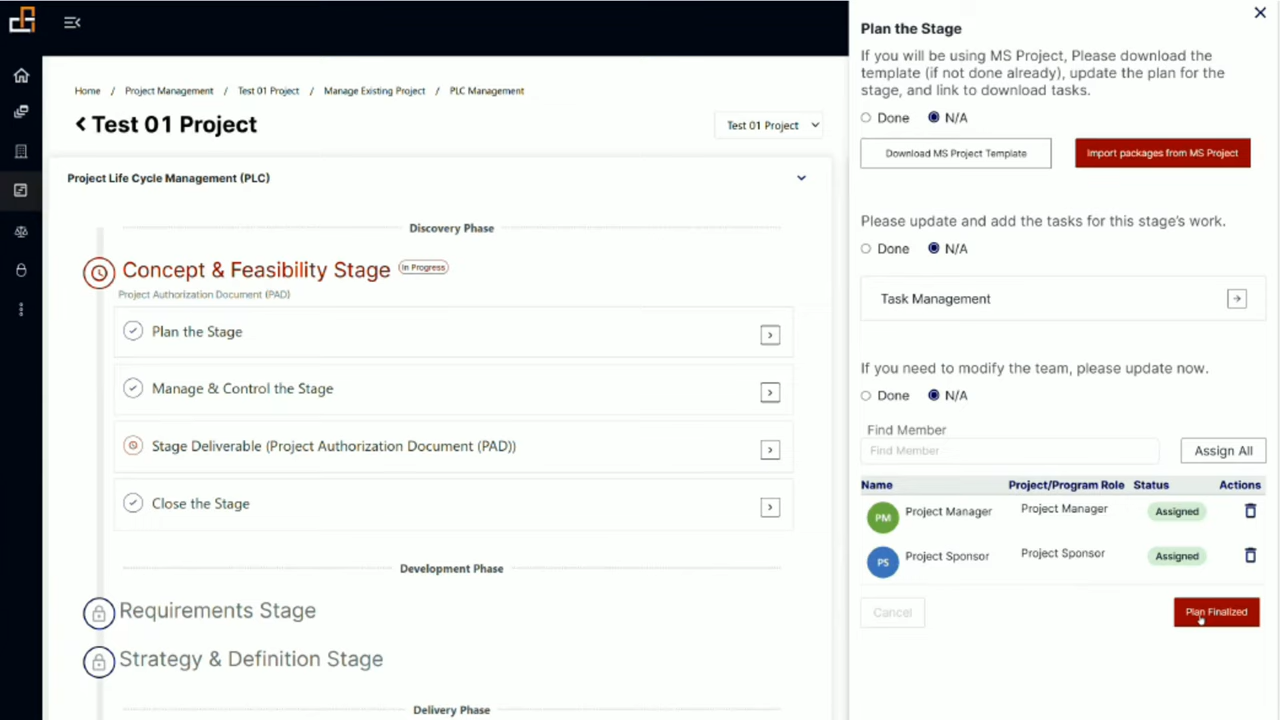 Home / Project Management / Test 01 Project / Manage Existing Project / PLC Management
Test 01 Project
Test 01 Project
Project Life Cycle Management (PLC)
Discovery Phase
Concept & Feasibility Stage
In Progress
Project Authorization Document (PAD)
Plan the Stage
Manage & Control the Stage
Stage Deliverable (Project Authorization Document (PAD))
Close the Stage
Development Phase
Requirements Stage
Strategy & Definition Stage
Delivery Phase
Plan the Stage
If you will be using MS Project, Please download the
template (if not done already), update the plan for the
stage, and link to download tasks.
Done N/A
Download MS Project Template
Import packages from MS Project
Please update and add the tasks for this stage's work.
Done N/A
Task Management
If you need to modify the team, please update now.
Done N/A
Find Member
Find Member
Assign All
Name Project/Program Role Status Actions
PM Project Manager Project Manager Assigned
PS Project Sponsor Project Sponsor Assigned
Cancel
Plan Finalized